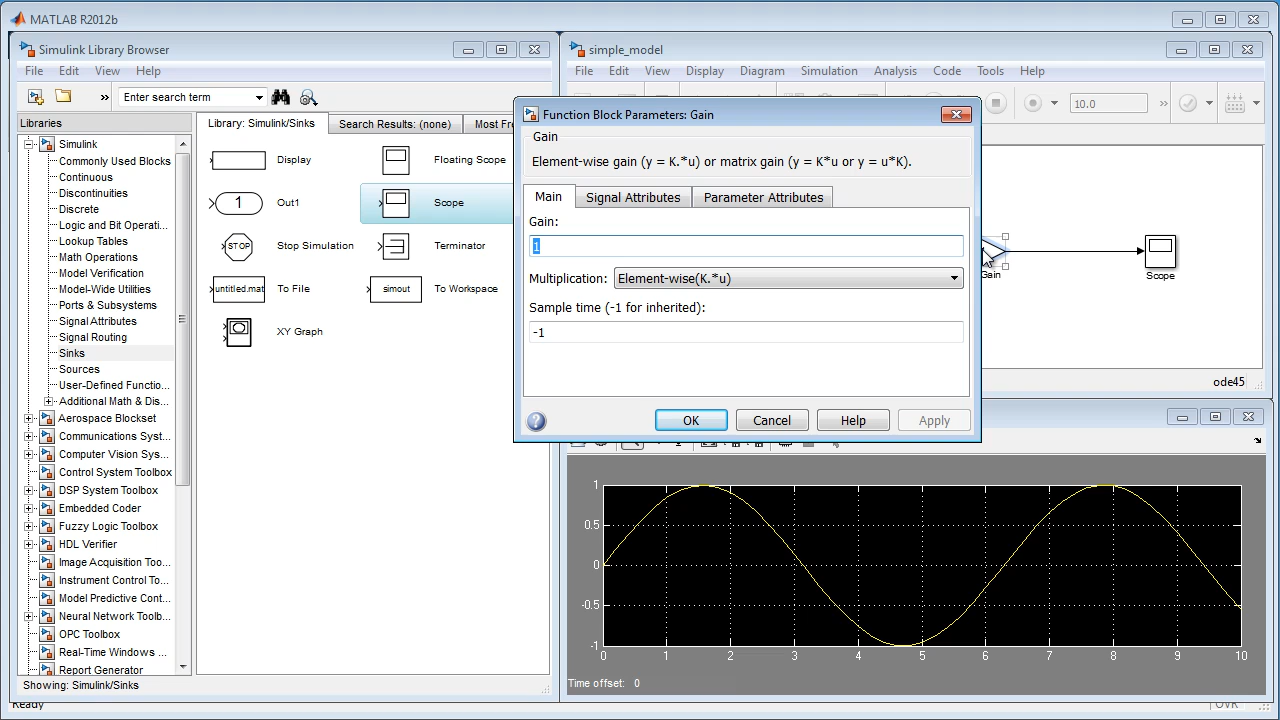 MATLAB R2012b
Simulink Library Browser
File Edit View Help
» Enter search term
Libraries
Library: Simulink/Sinks Search Results: (none) Most Fre
Simulink
Commonly Used Blocks
Continuous
Discontinuities
Discrete
Logic and Bit Operati...
Lookup Tables
Math Operations
Model Verification
Model-Wide Utilities
Ports & Subsystems
Signal Attributes
Signal Routing
Sinks
Sources
User-Defined Functio...
Additional Math & Dis...
Aerospace Blockset
Communications Syst...
Computer Vision Sys...
Control System Toolbox
DSP System Toolbox
Embedded Coder
Fuzzy Logic Toolbox
HDL Verifier
Image Acquisition Too...
Instrument Control To...
Model Predictive Cont...
Neural Network Toolb...
OPC Toolbox
Real-Time Windows ...
Report Generator
Display
Floating Scope
1 Out1
Scope
STOP Stop Simulation
Terminator
untitled.mat To File
simout To Workspace
XY Graph
Showing: Simulink/Sinks
Ready
simple_model
File Edit View Display Diagram Simulation Analysis Code Tools Help
10.0 »
Gain
Scope
ode45
Function Block Parameters: Gain
Gain
Element-wise gain (y = K.*u) or matrix gain (y = K*u or y = u*K).
Main Signal Attributes Parameter Attributes
Gain:
1
Multiplication: Element-wise(K.*u)
Sample time (-1 for inherited):
-1
OK Cancel Help Apply
1
0.5
0
-0.5
-1
0 1 2 3 4 5 6 7 8 9 10
Time offset: 0
OVR